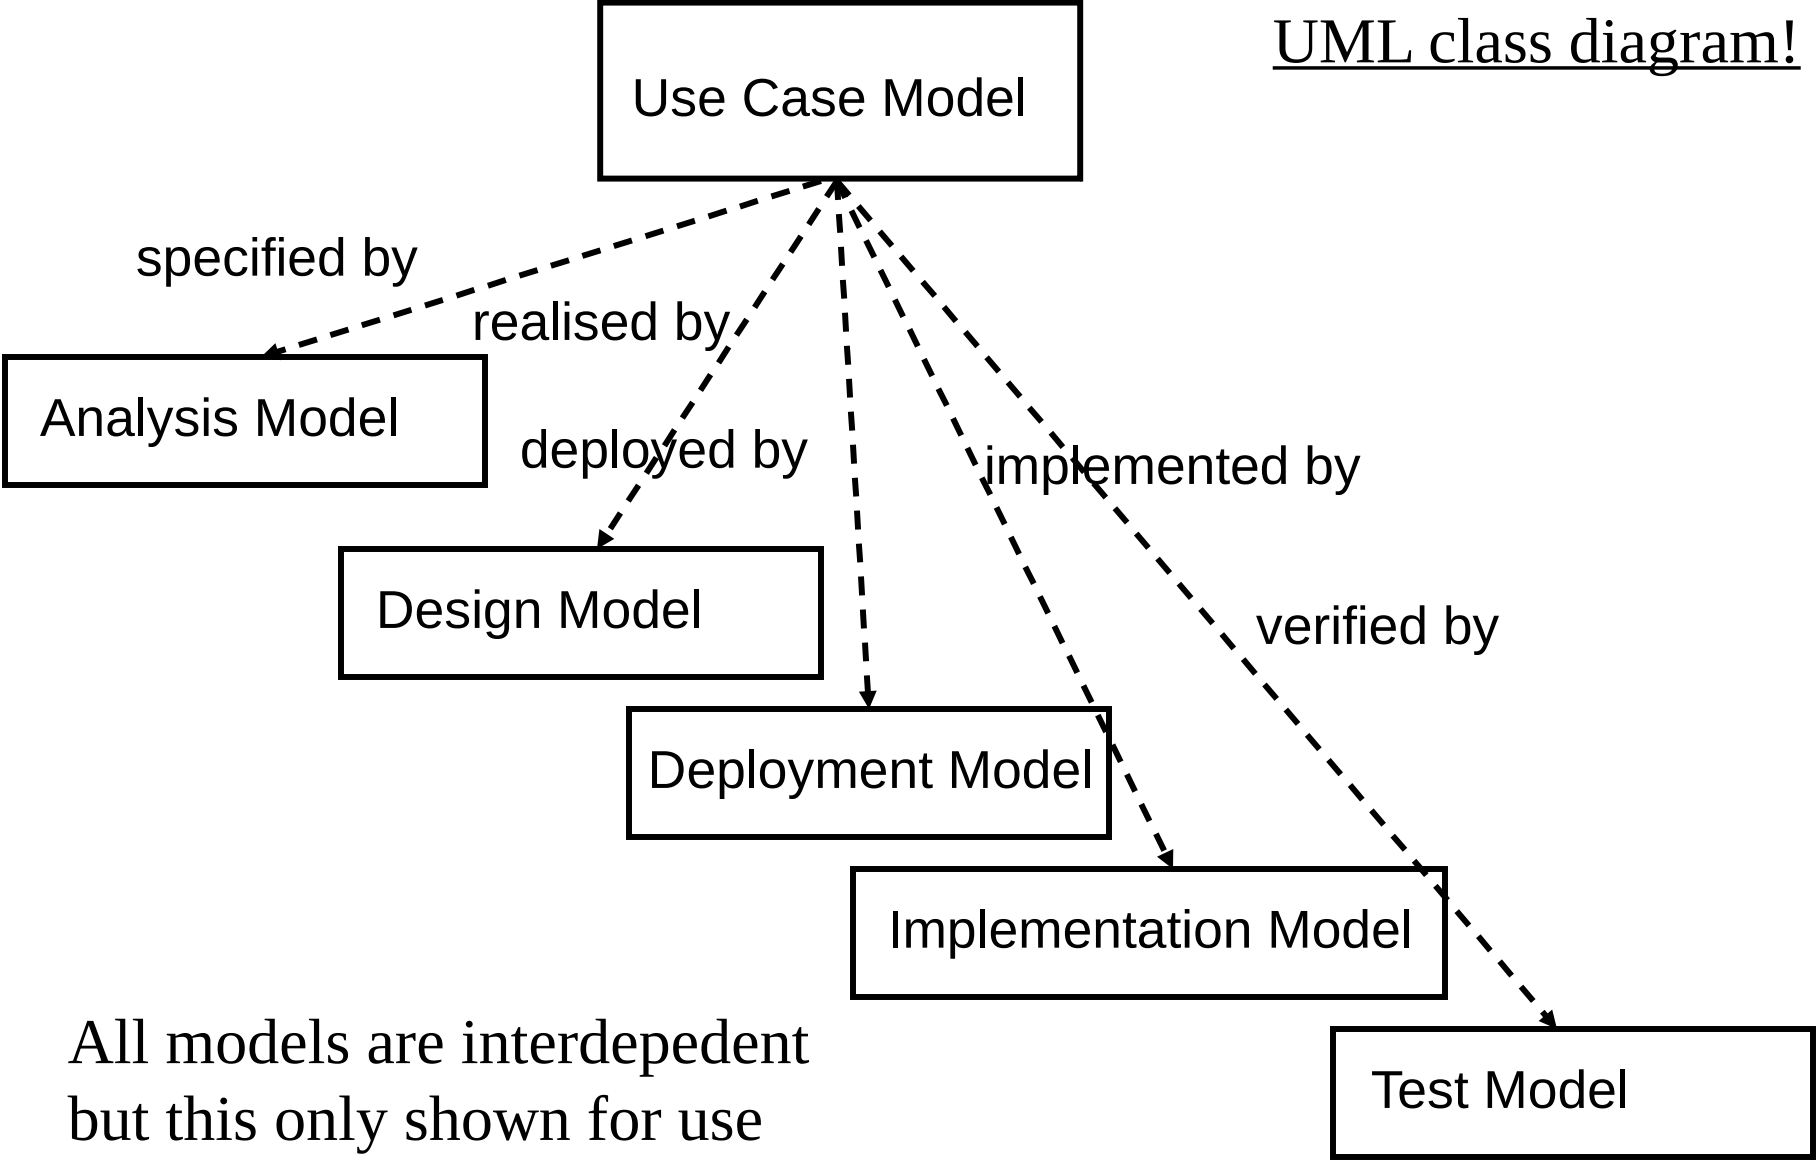 UML class diagram!
Use Case Model
specified by
realised by
Analysis Model
deployed by
implemented by
Design Model
verified by
Deployment Model
Implementation Model
All models are interdepedent
but this only shown for use
Test Model